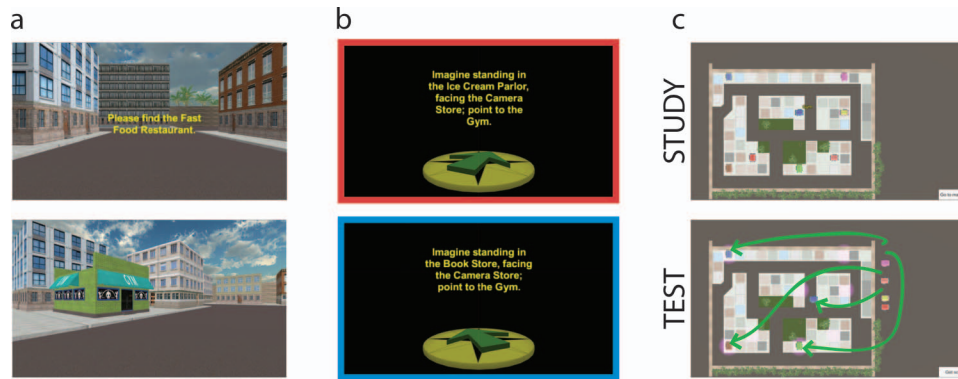 a
b
c
Please find the Fast
Food Restaurant.
Imagine standing in
the Ice Cream Parlor,
facing the Camera
Store; point to the
Gym.
STUDY
GYM
Imagine standing in
the Book Store, facing
the Camera Store;
point to the Gym.
TEST